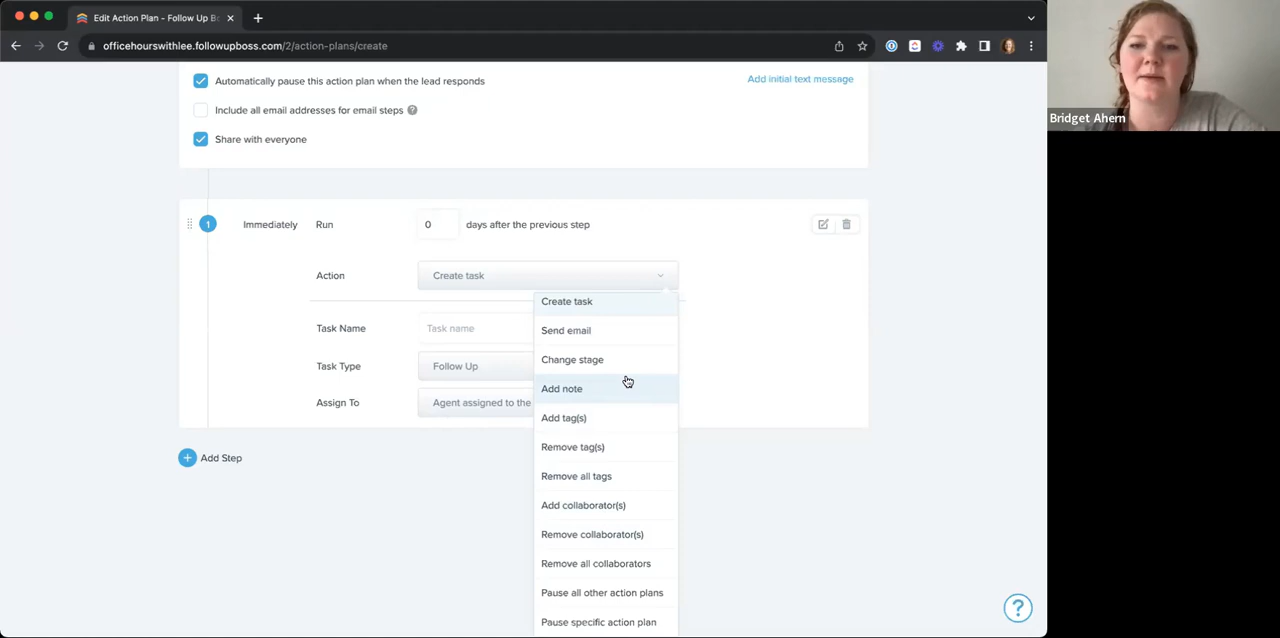 Edit Action Plan - Follow Up Bo
officehourswithlee.followupboss.com/2/action-plans/create
Bridget Ahern
Automatically pause this action plan when the lead responds
Add initial text message
Include all email addresses for email steps ?
Share with everyone
1 Immediately Run 0 days after the previous step
Action Create task
Create task
Send email
Change stage
Add note
Add tag(s)
Remove tag(s)
Remove all tags
Add collaborator(s)
Remove collaborator(s)
Remove all collaborators
Pause all other action plans
Pause specific action plan
Task Name Task name
Task Type Follow Up
Assign To Agent assigned to the
+ Add Step
?